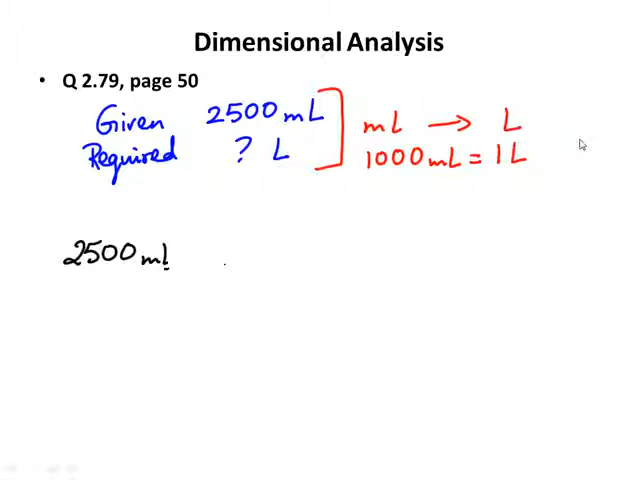 Dimensional Analysis
• Q 2.79, page 50
Given 2500 mL mL → L
Required ? L 1000 mL = 1 L
2500 ml